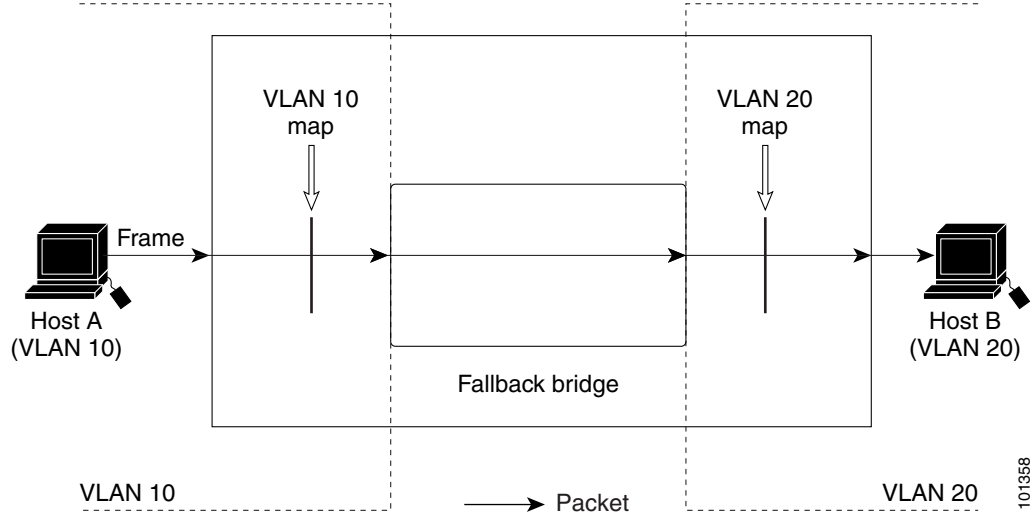 VLAN 10
map
VLAN 20
map
Frame
Host A
(VLAN 10)
Host B
(VLAN 20)
Fallback bridge
VLAN 10
Packet
VLAN 20
101358